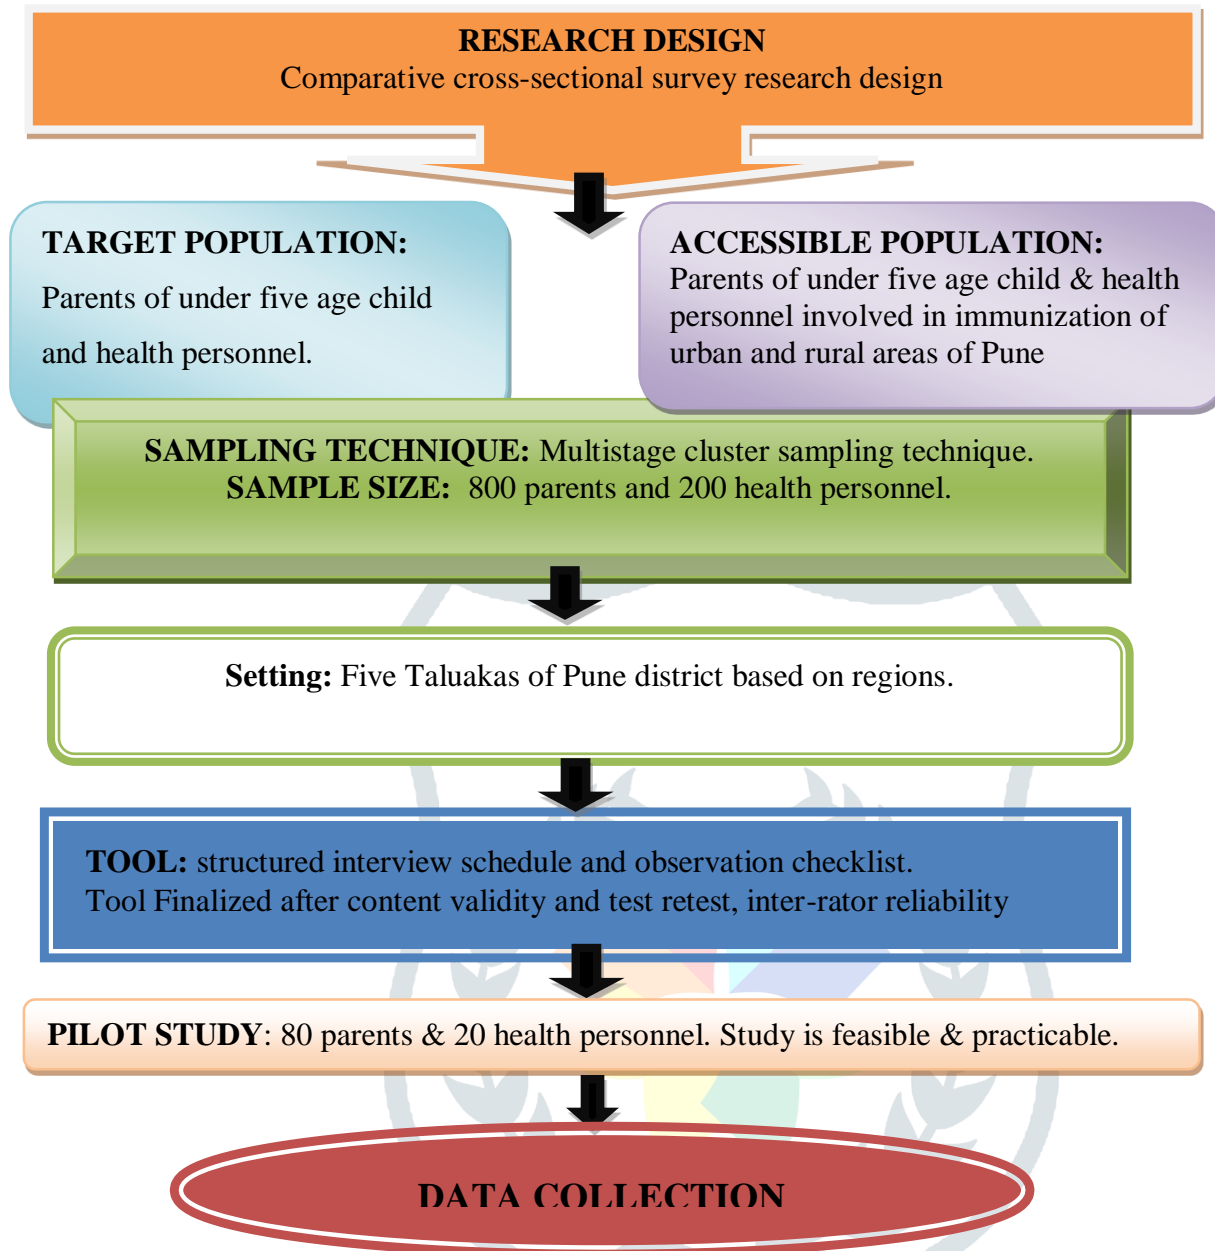 RESEARCH DESIGN
Comparative cross-sectional survey research design
TARGET POPULATION:
Parents of under five age child
and health personnel.
ACCESSIBLE POPULATION:
Parents of under five age child & health
personnel involved in immunization of
urban and rural areas of Pune
SAMPLING TECHNIQUE: Multistage cluster sampling technique.
SAMPLE SIZE: 800 parents and 200 health personnel.
Setting: Five Taluakas of Pune district based on regions.
TOOL: structured interview schedule and observation checklist.
Tool Finalized after content validity and test retest, inter-rator reliability
PILOT STUDY: 80 parents & 20 health personnel. Study is feasible & practicable.
DATA COLLECTION